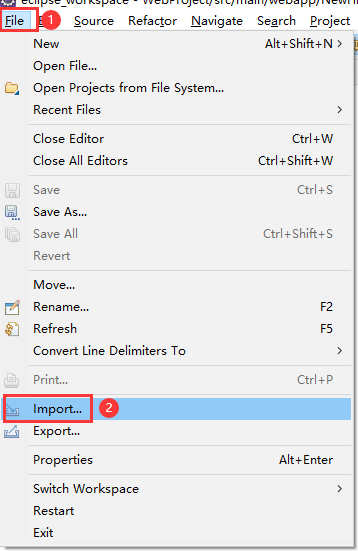 eclipse_workspace - WebProject/src/main/webapp/NewFi
File 1 Source Refactor Navigate Search Project
New Alt+Shift+N >
Open File...
Open Projects from File System...
Recent Files >
Close Editor Ctrl+W
Close All Editors Ctrl+Shift+W
Save Ctrl+S
Save As...
Save All Ctrl+Shift+S
Revert
Move...
Rename... F2
Refresh F5
Convert Line Delimiters To >
Print... Ctrl+P
Import... 2
Export...
Properties Alt+Enter
Switch Workspace >
Restart
Exit